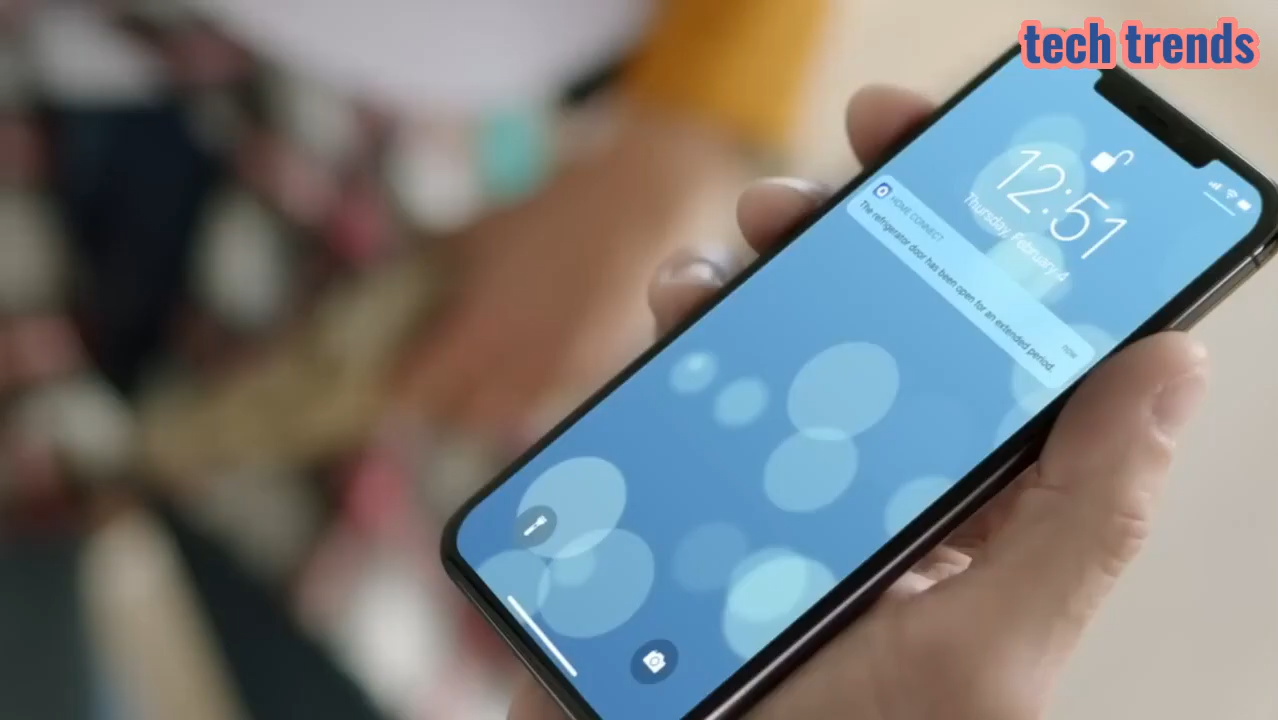 tech trends
12:51
Thursday, February 4
HOME CONNECT
now
The refrigerator door has been open for an extended period.